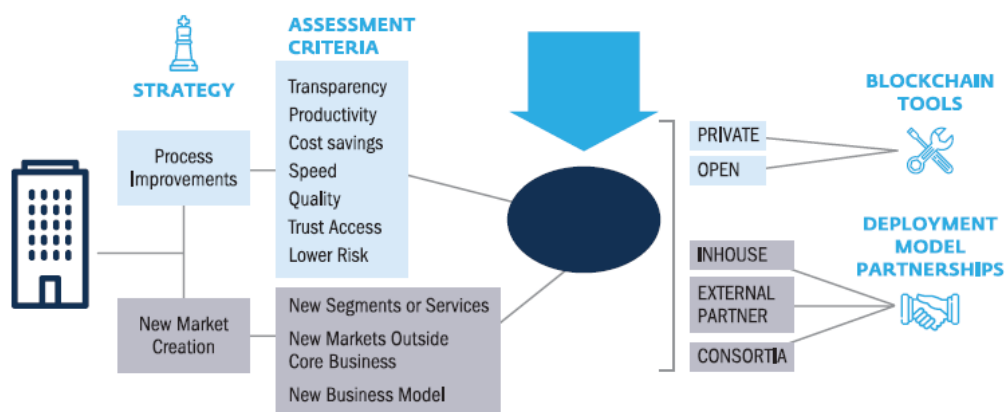 STRATEGY
ASSESSMENT
CRITERIA
Process
Improvements
Transparency
Productivity
Cost savings
Speed
Quality
Trust Access
Lower Risk
New Market
Creation
New Segments or Services
New Markets Outside
Core Business
New Business Model
PRIVATE
OPEN
BLOCKCHAIN
TOOLS
INHOUSE
EXTERNAL
PARTNER
CONSORTIA
DEPLOYMENT
MODEL
PARTNERSHIPS